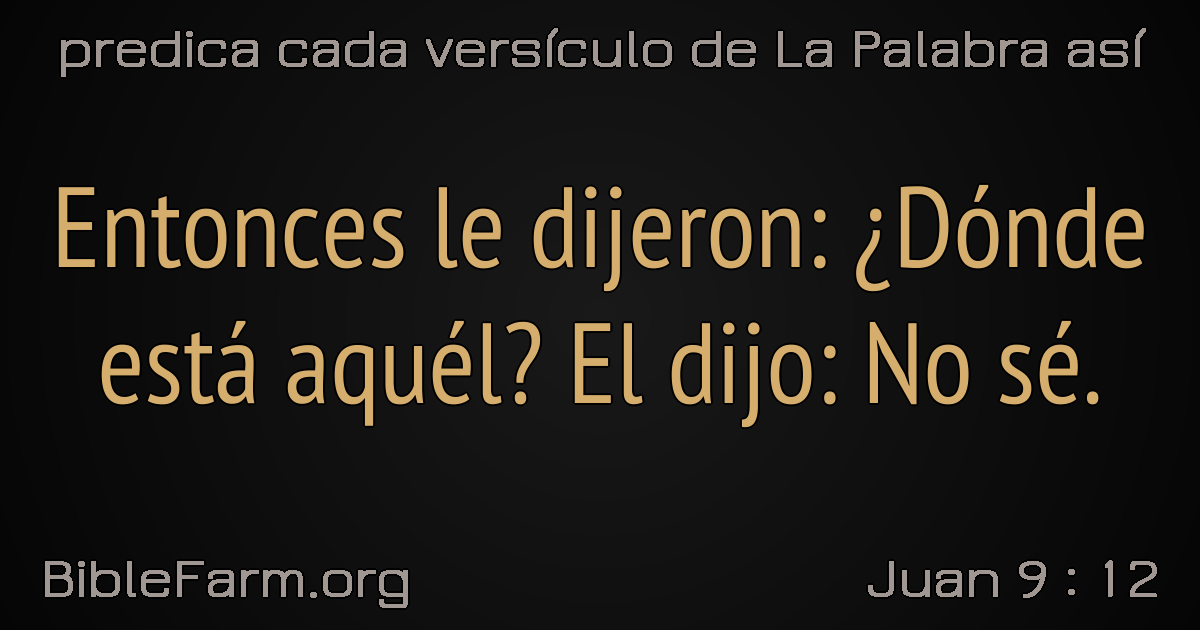 predica cada versículo de La Palabra así
Entonces le dijeron: ¿Dónde
está aquél? El dijo: No sé.
BibleFarm.org
Juan 9 : 12